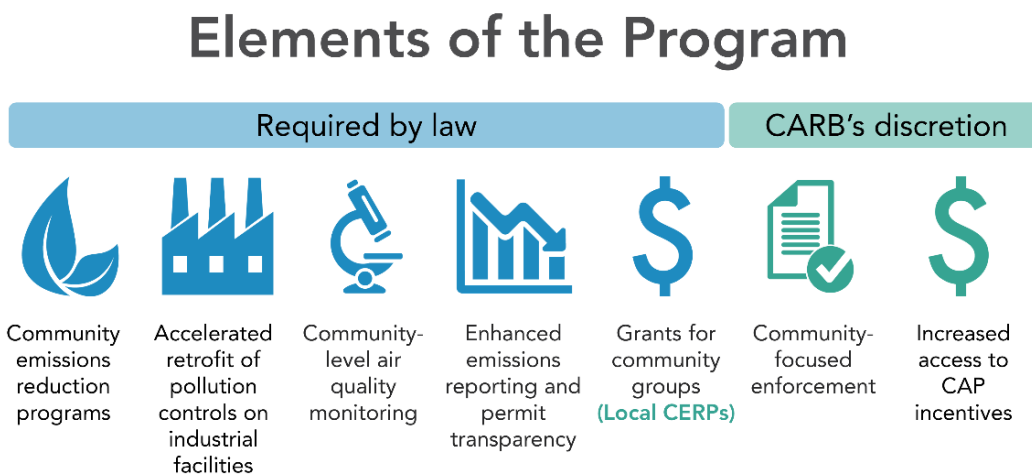 Elements of the Program
Required by law
CARB's discretion
Community
emissions
reduction
programs
Accelerated
retrofit of
pollution
controls on
industrial
facilities
Community-
level air
quality
monitoring
Enhanced
emissions
reporting and
permit
transparency
Grants for
community
groups
(Local CERPs)
Community-
focused
enforcement
Increased
access to
CAP
incentives